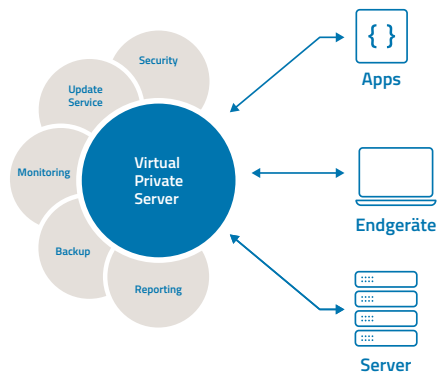 Security
Update
Service
Monitoring
Backup
Reporting
Virtual
Private
Server
{ }
Apps
Endgeräte
Server